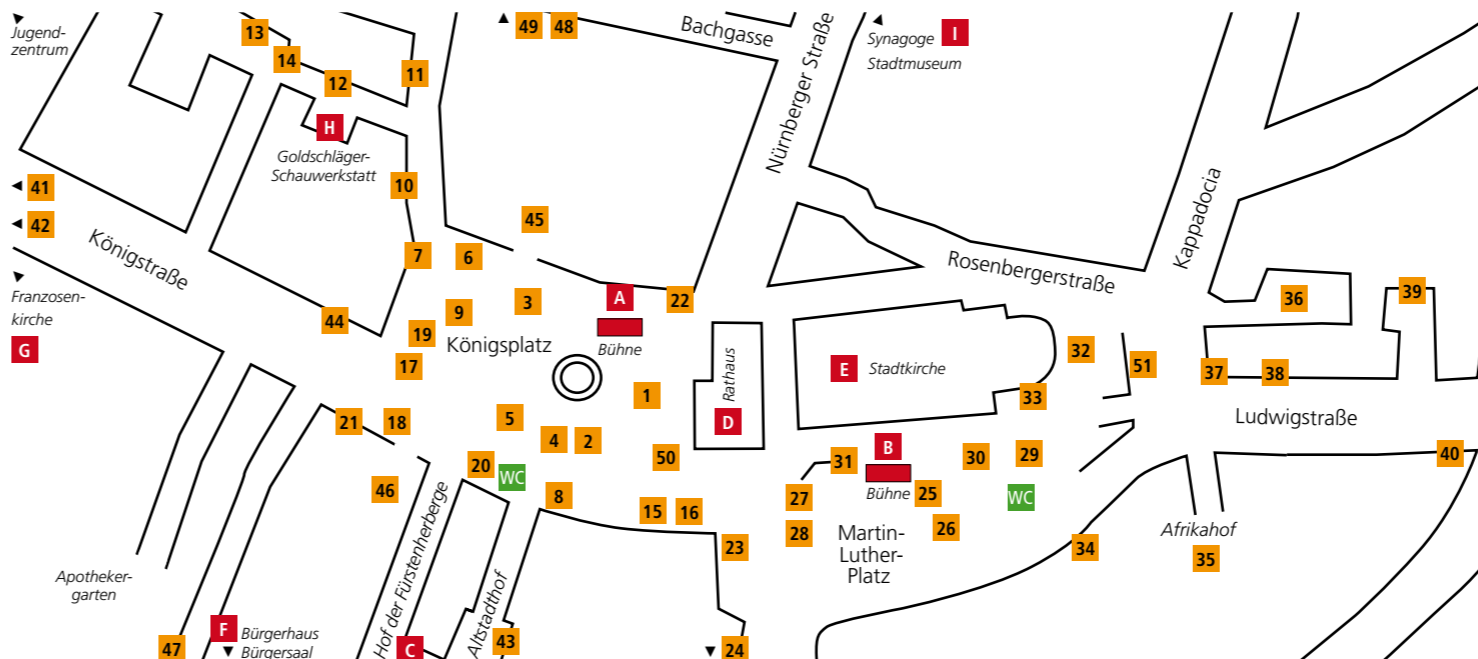 Jugend-
zentrum
13
14
12
11
49
48
Bachgasse
Nürnberger Straße
Synagoge
I
Stadtmuseum
H
Goldschläger-
Schauwerkstatt
10
41
42
Königstraße
Franzosen-
kirche
G
7
6
45
44
19
9
3
17
Königsplatz
A
22
Bühne
1
Rathaus
D
E
Stadtkirche
Rosenbergerstraße
Kappadocia
36
39
32
51
37
38
33
Ludwigstraße
40
21
18
5
4
2
50
20
WC
46
8
15
16
23
B
31
Bühne
30
29
25
WC
27
28
26
Martin-
Luther-
Platz
34
Afrikahof
35
Apotheker-
garten
Hof der Fürstenherberge
Altstadthof
F
Bürgerhaus
Bürgersaal
47
C
43
24